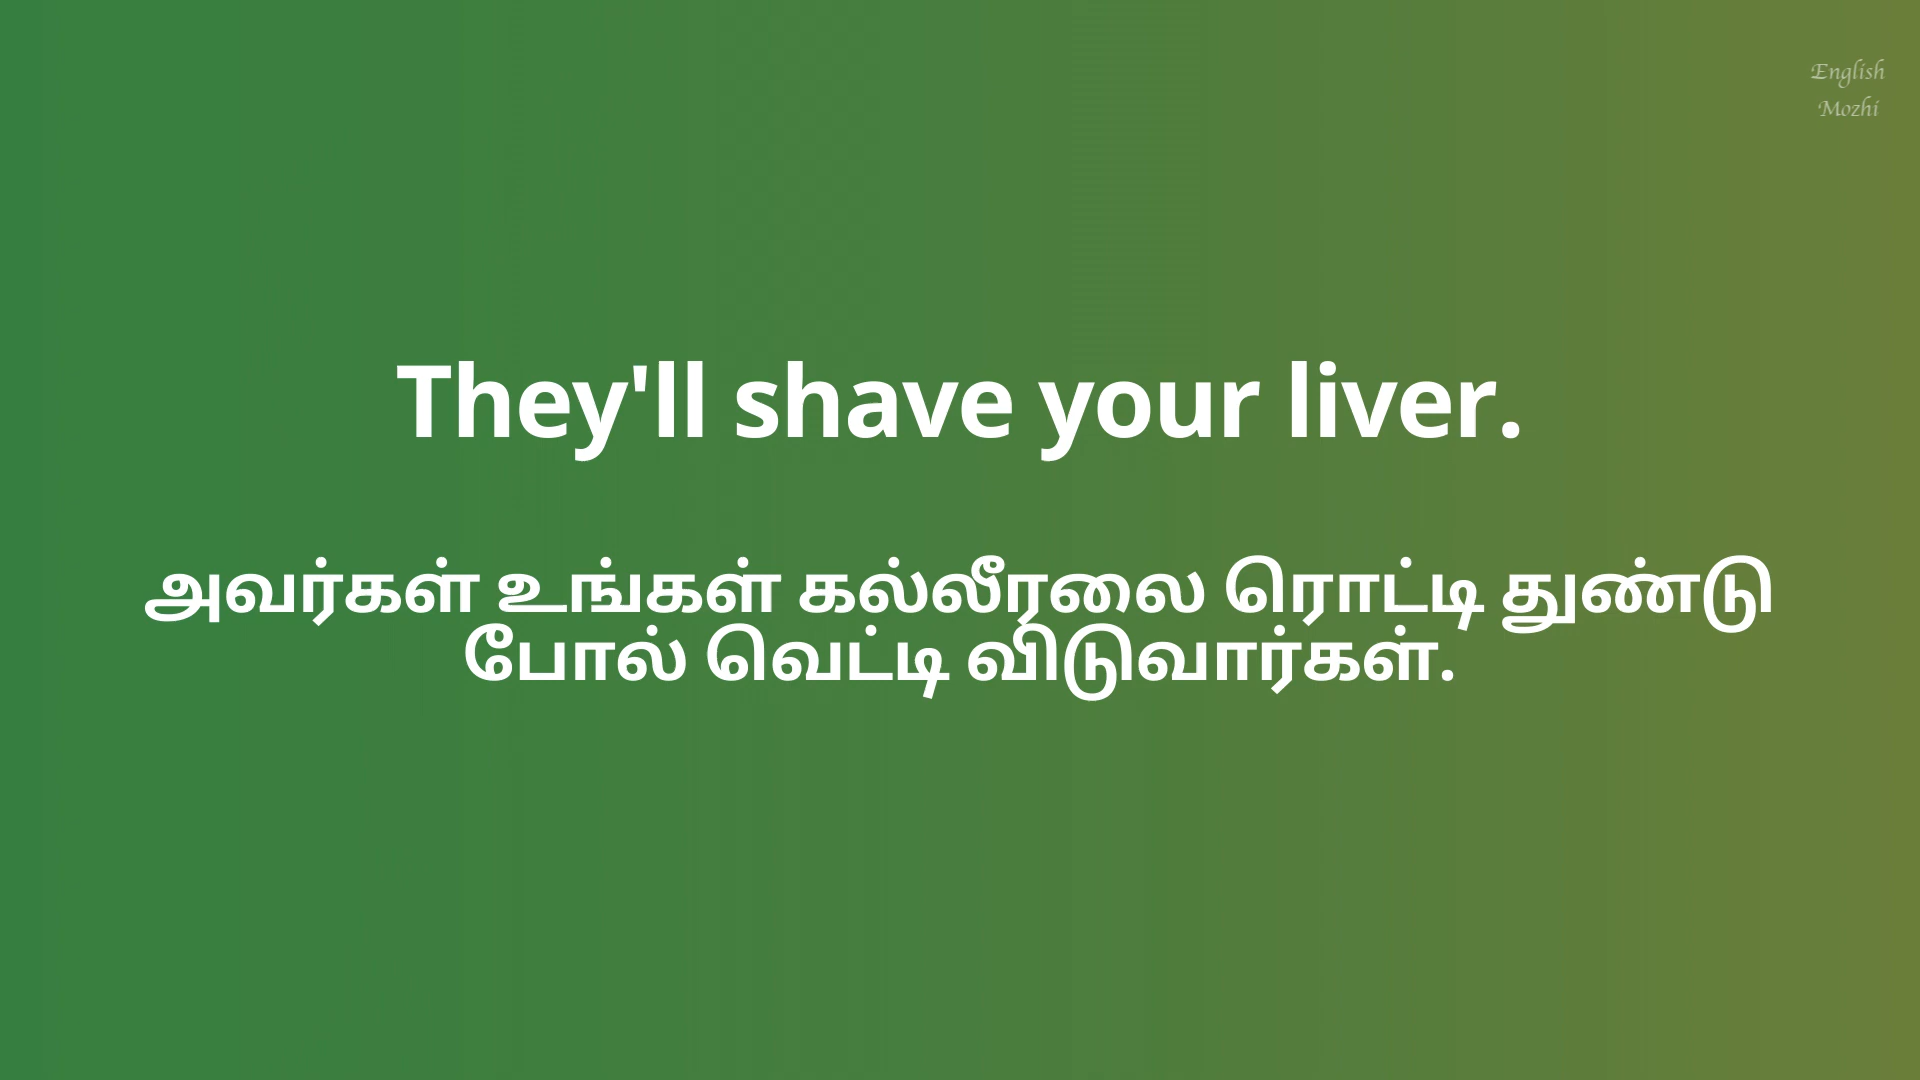 English
Mozhi
They'll shave your liver.
அவர்கள் உங்கள் கல்லீரலை ரொட்டி துண்டு
போல் வெட்டி விடுவார்கள்.